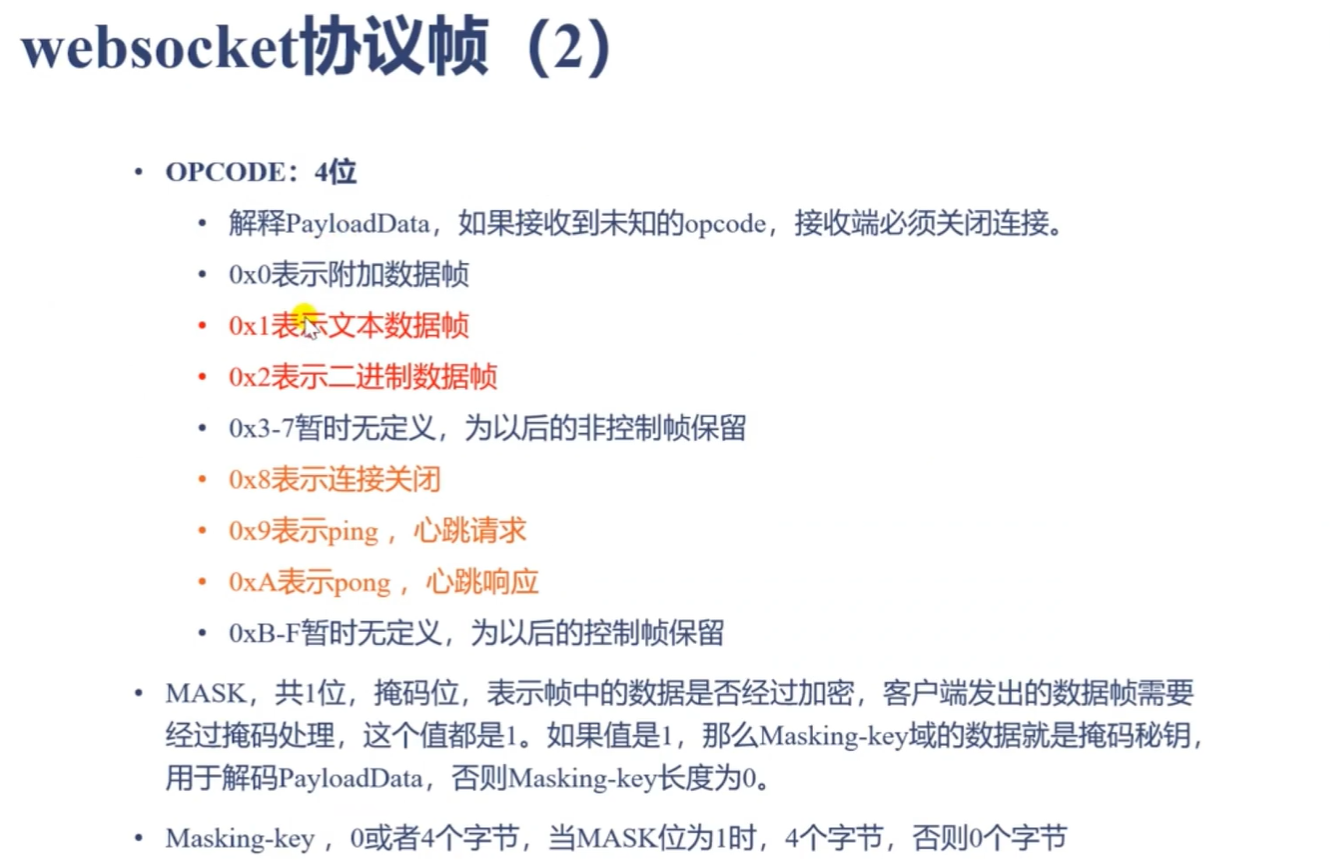 websocket协议帧（2）
• OPCODE：4位
• 解释PayloadData，如果接收到未知的opcode，接收端必须关闭连接。
• 0x0表示附加数据帧
• 0x1表示文本数据帧
• 0x2表示二进制数据帧
• 0x3-7暂时无定义，为以后的非控制帧保留
• 0x8表示连接关闭
• 0x9表示ping ，心跳请求
• 0xA表示pong ，心跳响应
• 0xB-F暂时无定义，为以后的控制帧保留
• MASK，共1位，掩码位，表示帧中的数据是否经过加密，客户端发出的数据帧需要
经过掩码处理，这个值都是1。如果值是1，那么Masking-key域的数据就是掩码秘钥，
用于解码PayloadData，否则Masking-key长度为0。
• Masking-key ，0或者4个字节，当MASK位为1时，4个字节，否则0个字节